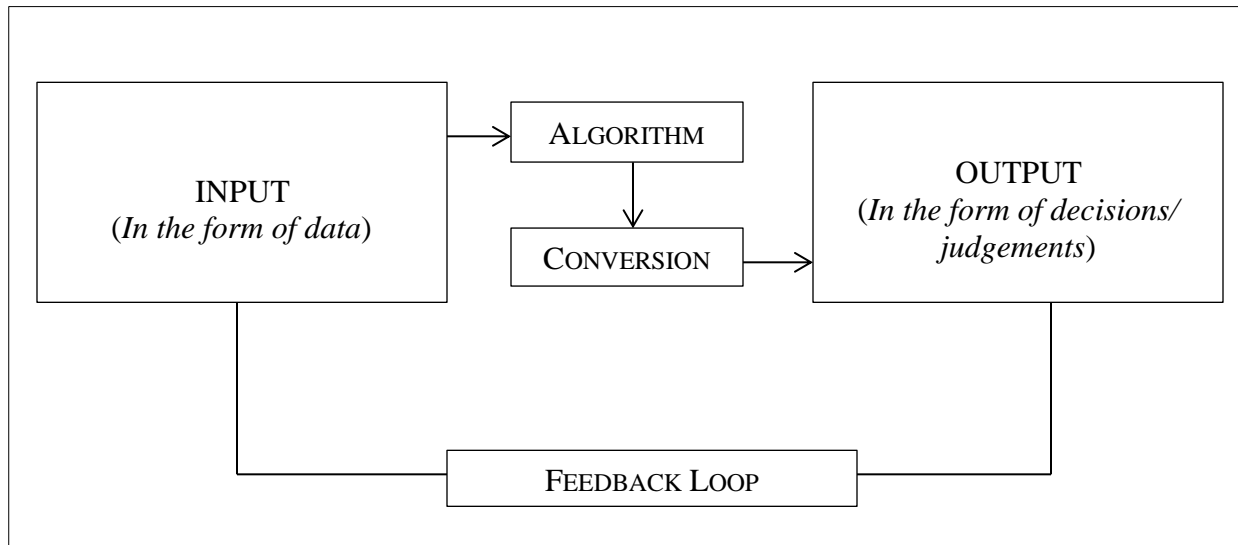 INPUT
(In the form of data)
ALGORITHM
CONVERSION
OUTPUT
(In the form of decisions/
judgements)
FEEDBACK LOOP